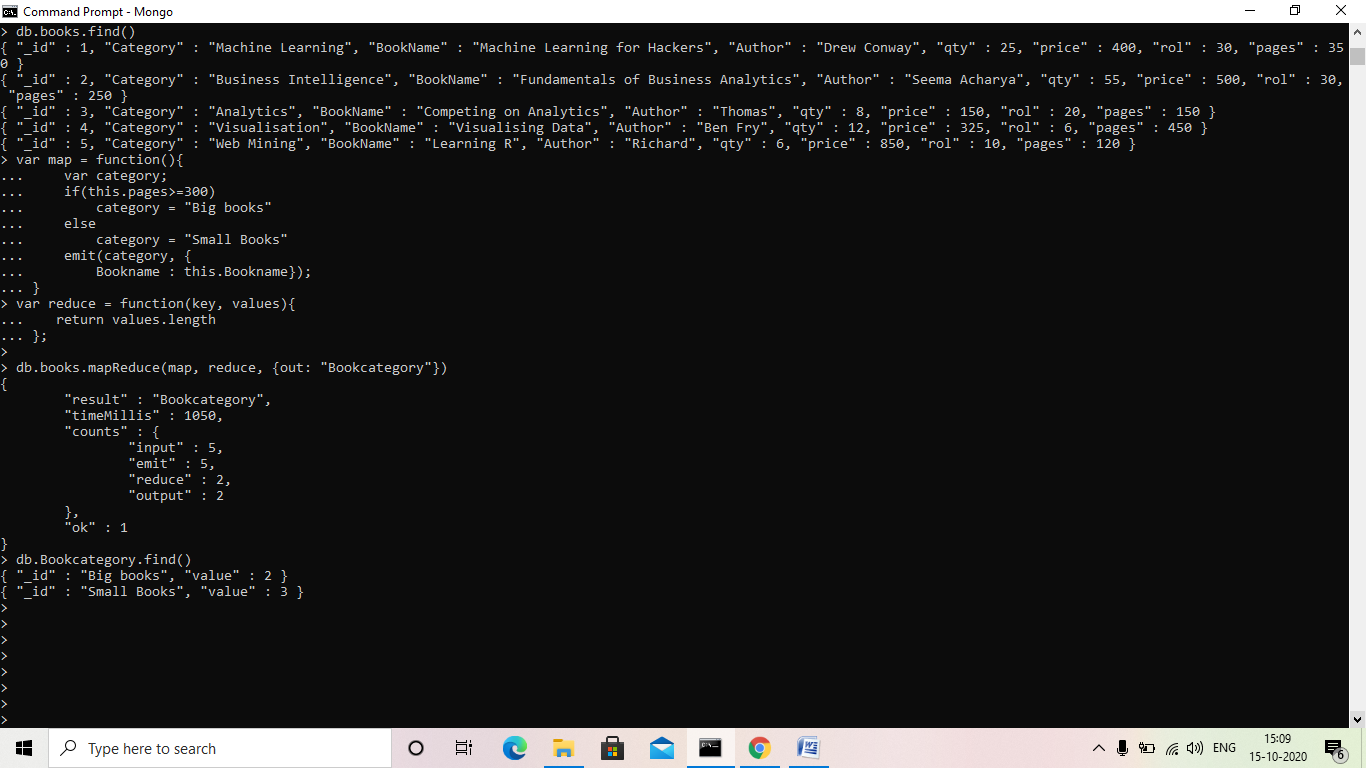 Command Prompt - Mongo
> db.books.find()
{ "_id" : 1, "Category" : "Machine Learning", "BookName" : "Machine Learning for Hackers", "Author" : "Drew Conway", "qty" : 25, "price" : 400, "rol" : 30, "pages" : 35
0 }
{ "_id" : 2, "Category" : "Business Intelligence", "BookName" : "Fundamentals of Business Analytics", "Author" : "Seema Acharya", "qty" : 55, "price" : 500, "rol" : 30,
"pages" : 250 }
{ "_id" : 3, "Category" : "Analytics", "BookName" : "Competing on Analytics", "Author" : "Thomas", "qty" : 8, "price" : 150, "rol" : 20, "pages" : 150 }
{ "_id" : 4, "Category" : "Visualisation", "BookName" : "Visualising Data", "Author" : "Ben Fry", "qty" : 12, "price" : 325, "rol" : 6, "pages" : 450 }
{ "_id" : 5, "Category" : "Web Mining", "BookName" : "Learning R", "Author" : "Richard", "qty" : 6, "price" : 850, "rol" : 10, "pages" : 120 }
> var map = function(){
...     var category;
...     if(this.pages>=300)
...         category = "Big books"
...     else
...         category = "Small Books"
...     emit(category, {
...         Bookname : this.Bookname});
... }
> var reduce = function(key, values){
...    return values.length
... };
>
> db.books.mapReduce(map, reduce, {out: "Bookcategory"})
{
        "result" : "Bookcategory",
        "timeMillis" : 1050,
        "counts" : {
                "input" : 5,
                "emit" : 5,
                "reduce" : 2,
                "output" : 2
        },
        "ok" : 1
}
> db.Bookcategory.find()
{ "_id" : "Big books", "value" : 2 }
{ "_id" : "Small Books", "value" : 3 }
>
>
>
>
>
>
>
>
Type here to search
ENG
15:09
15-10-2020
6